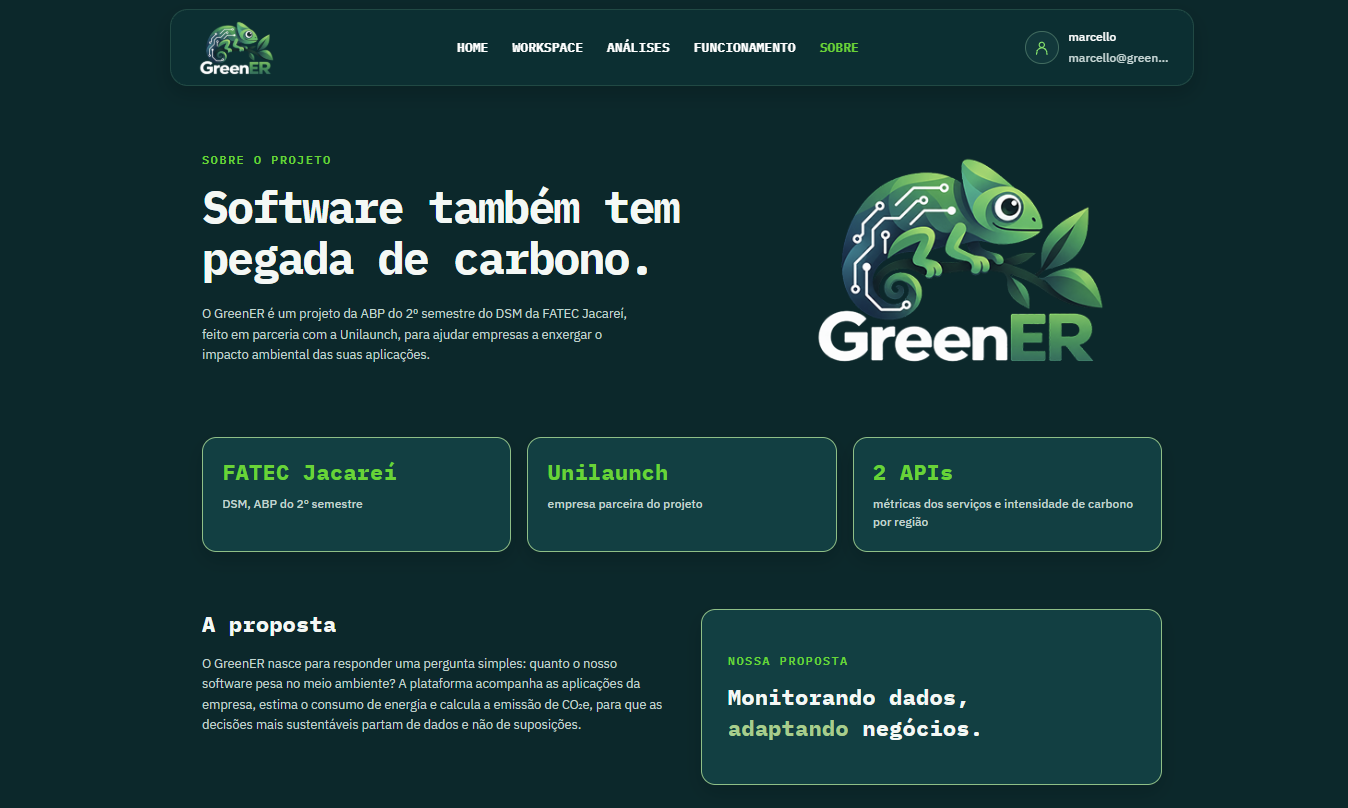 GreenER
HOME
WORKSPACE
ANÁLISES
FUNCIONAMENTO
SOBRE
marcello
marcello@green...
SOBRE O PROJETO
Software também tem
pegada de carbono.
O GreenER é um projeto da ABP do 2º semestre do DSM da FATEC Jacareí,
feito em parceria com a Unilaunch, para ajudar empresas a enxergar o
impacto ambiental das suas aplicações.
GreenER
FATEC Jacareí
DSM, ABP do 2º semestre
Unilaunch
empresa parceira do projeto
2 APIs
métricas dos serviços e intensidade de carbono
por região
A proposta
O GreenER nasce para responder uma pergunta simples: quanto o nosso
software pesa no meio ambiente? A plataforma acompanha as aplicações da
empresa, estima o consumo de energia e calcula a emissão de CO₂e, para que as
decisões mais sustentáveis partam de dados e não de suposições.
NOSSA PROPOSTA
Monitorando dados,
adaptando negócios.